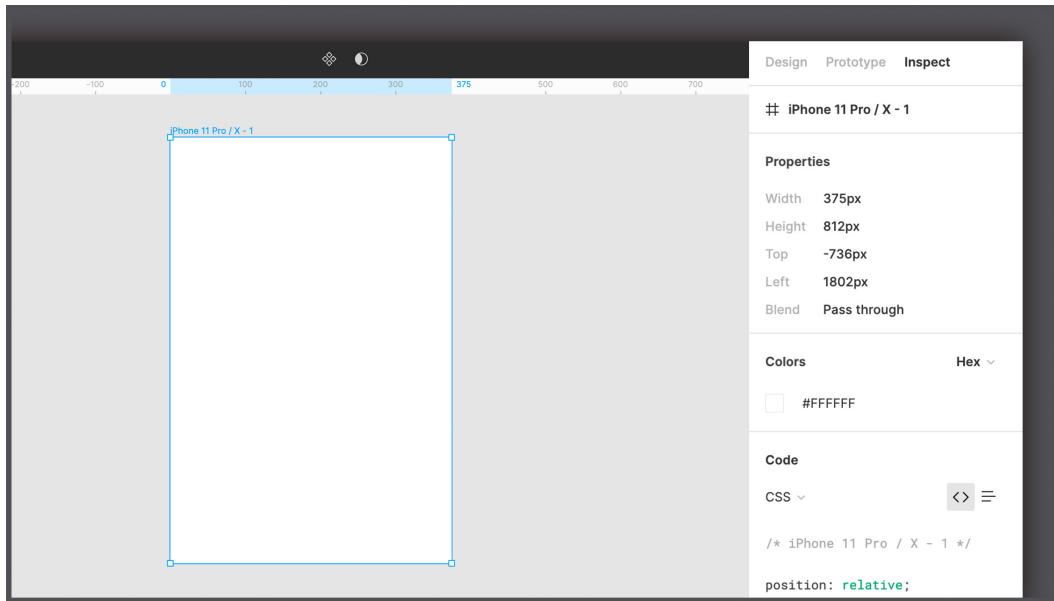 Design Prototype Inspect
-200 -100 0 100 200 300 375 500 600 700
iPhone 11 Pro / X - 1
iPhone 11 Pro / X - 1
Properties
Width 375px
Height 812px
Top -736px
Left 1802px
Blend Pass through
Colors Hex
#FFFFFF
Code
CSS
/* iPhone 11 Pro / X - 1 */
position: relative;